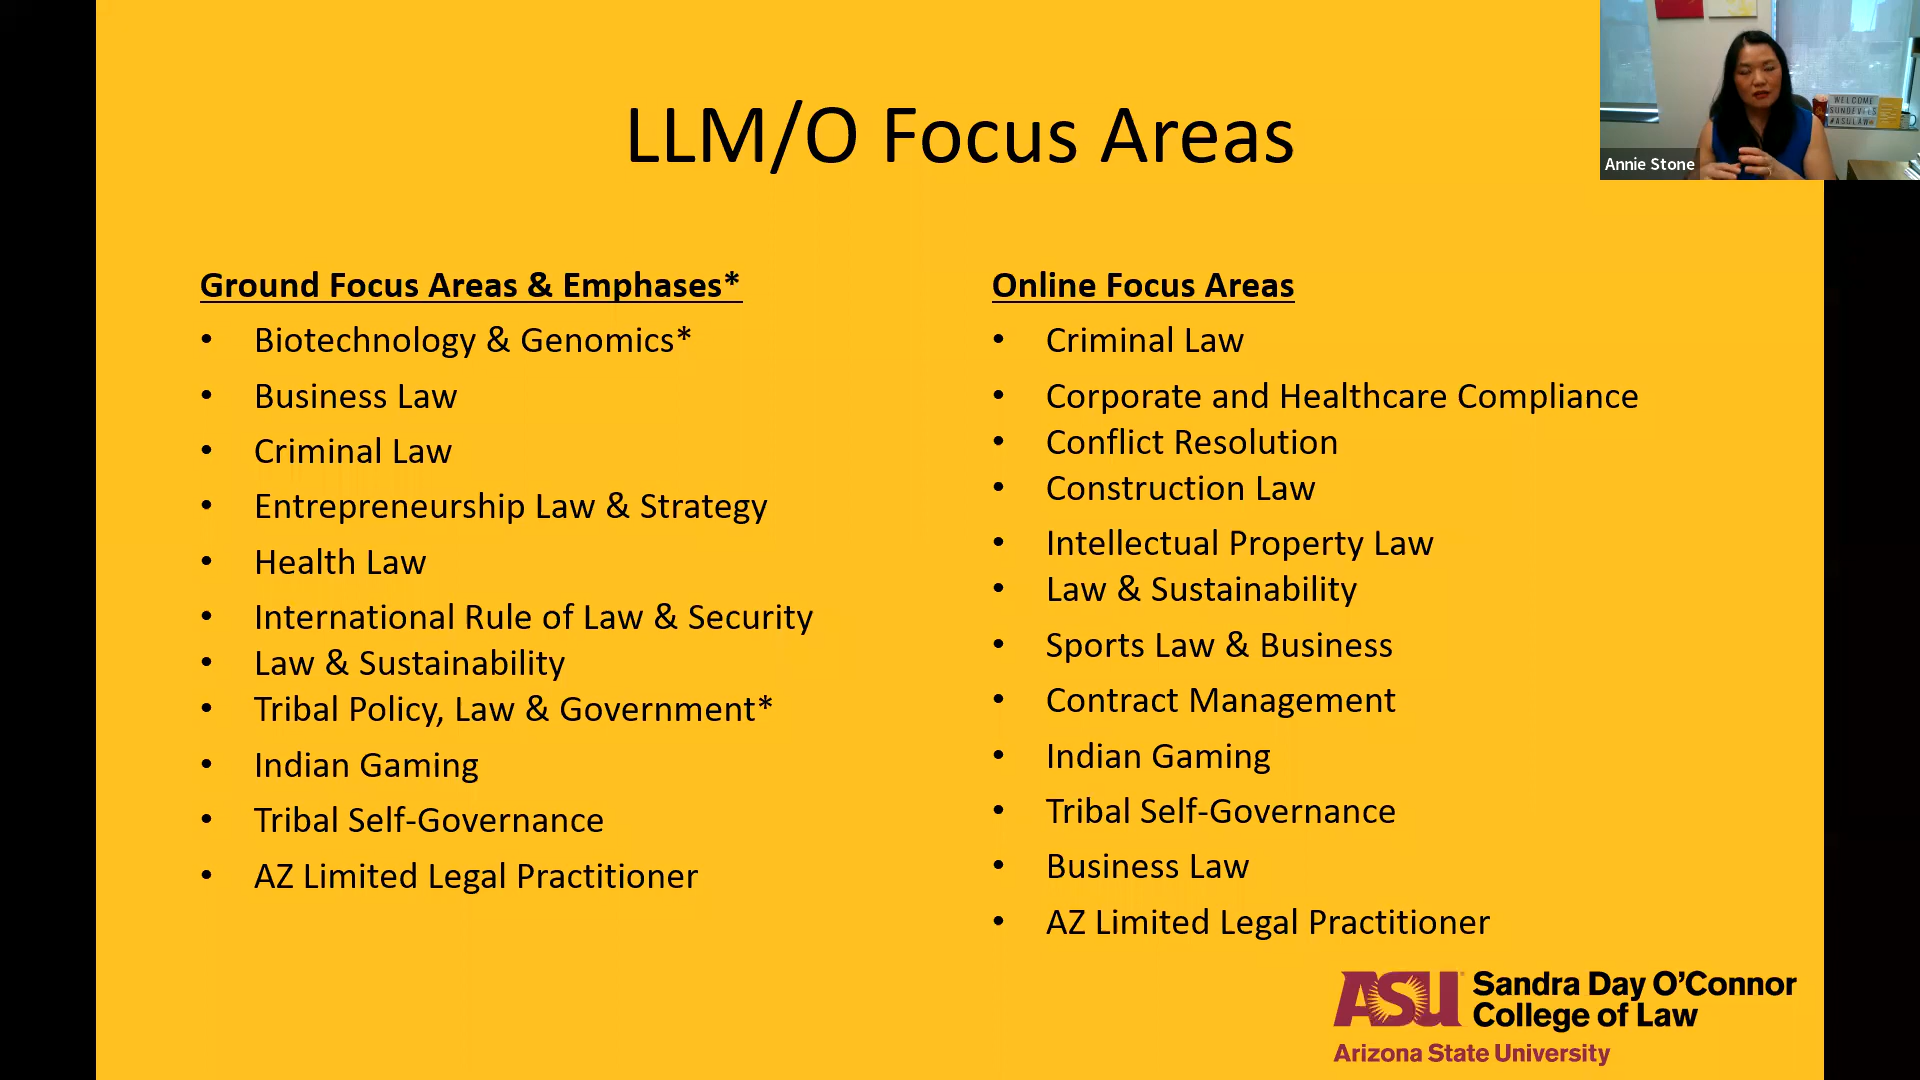 LLM/O Focus Areas
Annie Stone
WELCOME
SUNDEVILS
#ASULAW
Ground Focus Areas & Emphases*
• Biotechnology & Genomics*
• Business Law
• Criminal Law
• Entrepreneurship Law & Strategy
• Health Law
• International Rule of Law & Security
• Law & Sustainability
• Tribal Policy, Law & Government*
• Indian Gaming
• Tribal Self-Governance
• AZ Limited Legal Practitioner
Online Focus Areas
• Criminal Law
• Corporate and Healthcare Compliance
• Conflict Resolution
• Construction Law
• Intellectual Property Law
• Law & Sustainability
• Sports Law & Business
• Contract Management
• Indian Gaming
• Tribal Self-Governance
• Business Law
• AZ Limited Legal Practitioner
ASU Sandra Day O'Connor
College of Law
Arizona State University